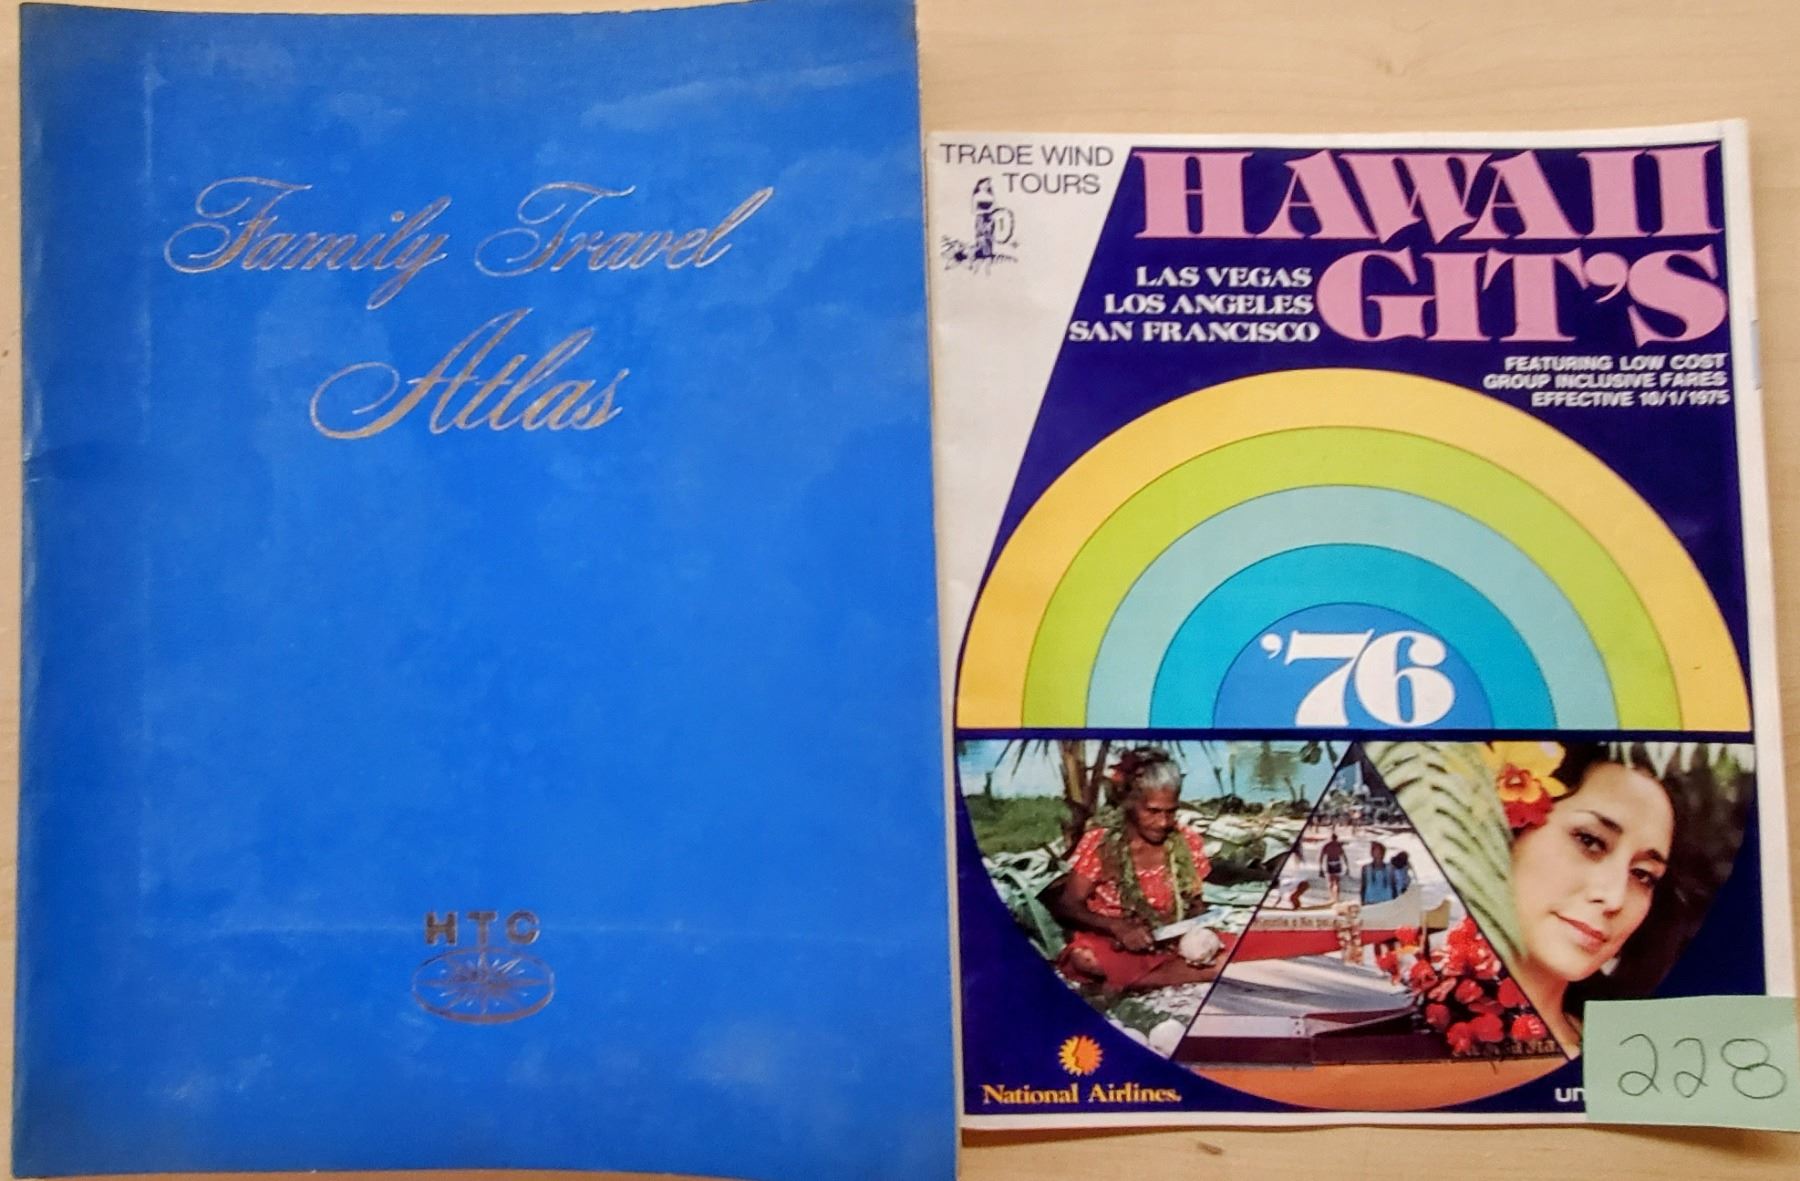 Family Travel
Atlas
HTC
TRADE WIND
TOURS
HAWAII
GIT'S
LAS VEGAS
LOS ANGELES
SAN FRANCISCO
FEATURING LOW COST
GROUP INCLUSIVE FARES
EFFECTIVE 10/1/1975
'76
National Airlines.
un
228